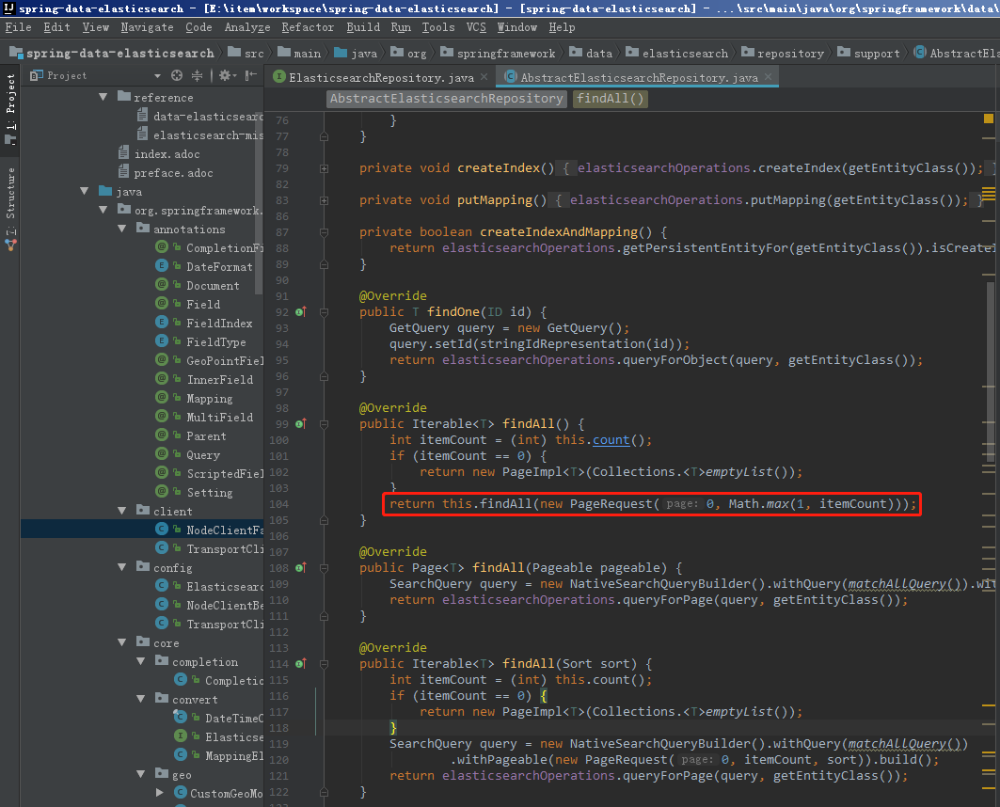 spring-data-elasticsearch - [E:\item\workspace\spring-data-elasticsearch] - [spring-data-elasticsearch] - ...\src\main\java\org\springframework\data\
File Edit View Navigate Code Analyze Refactor Build Run Tools VCS Window Help
spring-data-elasticsearch src main java org springframework data elasticsearch repository support AbstractEla
1: Project
7: Structure
Project
ElasticsearchRepository.java AbstractElasticsearchRepository.java
AbstractElasticsearchRepository findAll()
reference
data-elasticsearc
elasticsearch-mis
index.adoc
preface.adoc
java
org.springframework.
annotations
CompletionFi
DateFormat
Document
Field
FieldIndex
FieldType
GeoPointFiel
InnerField
Mapping
MultiField
Parent
Query
ScriptedFiel
Setting
client
NodeClientFa
TransportCli
config
Elasticsearc
NodeClientBe
TransportCli
core
completion
Completio
convert
DateTimeC
Elasticse
MappingEl
geo
CustomGeoMo
76 }
77 }
78
79 private void createIndex() { elasticsearchOperations.createIndex(getEntityClass()); }
82
83 private void putMapping() { elasticsearchOperations.putMapping(getEntityClass()); }
86
87 private boolean createIndexAndMapping() {
88 return elasticsearchOperations.getPersistentEntityFor(getEntityClass()).isCreateI
89 }
90
91 @Override
92 public T findOne(ID id) {
93 GetQuery query = new GetQuery();
94 query.setId(stringIdRepresentation(id));
95 return elasticsearchOperations.queryForObject(query, getEntityClass());
96 }
97
98 @Override
99 public Iterable<T> findAll() {
100 int itemCount = (int) this.count();
101 if (itemCount == 0) {
102 return new PageImpl<T>(Collections.<T>emptyList());
103 }
104 return this.findAll(new PageRequest( page: 0, Math.max(1, itemCount)));
105 }
106
107 @Override
108 public Page<T> findAll(Pageable pageable) {
109 SearchQuery query = new NativeSearchQueryBuilder().withQuery(matchAllQuery()).wit
110 return elasticsearchOperations.queryForPage(query, getEntityClass());
111 }
112
113 @Override
114 public Iterable<T> findAll(Sort sort) {
115 int itemCount = (int) this.count();
116 if (itemCount == 0) {
117 return new PageImpl<T>(Collections.<T>emptyList());
118 }
119 SearchQuery query = new NativeSearchQueryBuilder().withQuery(matchAllQuery())
120 .withPageable(new PageRequest( page: 0, itemCount, sort)).build();
121 return elasticsearchOperations.queryForPage(query, getEntityClass());
122 }